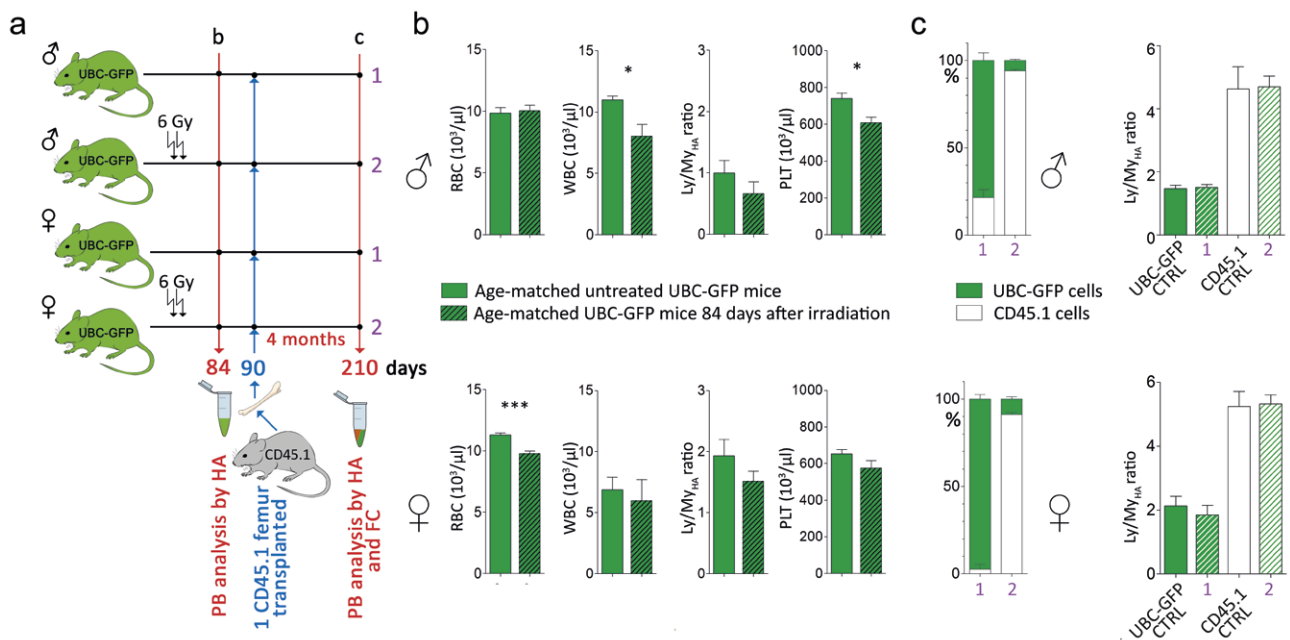 a
b
c
♂
UBC-GFP
1
6 Gy
♂
UBC-GFP
2
♀
UBC-GFP
1
6 Gy
♀
UBC-GFP
2
4 months
84
90
210 days
CD45.1
PB analysis by HA
1 CD45.1 femur
transplanted
PB analysis by HA
and FC
b
♂
RBC (10³/µl)
15
10
5
0
WBC (10³/µl)
15
10
5
0
*
Ly/MyHA ratio
3
2
1
0
PLT (10³/µl)
1000
800
600
400
200
0
*
Age-matched untreated UBC-GFP mice
Age-matched UBC-GFP mice 84 days after irradiation
♀
RBC (10³/µl)
15
10
5
0
***
WBC (10³/µl)
15
10
5
0
Ly/MyHA ratio
3
2
1
0
PLT (10³/µl)
1000
800
600
400
200
0
c
100
%
50
0
1 2
♂
Ly/MyHA ratio
6
4
2
0
UBC-GFP
CTRL
1
CD45.1
CTRL
2
UBC-GFP cells
CD45.1 cells
100
%
50
0
1 2
♀
Ly/MyHA ratio
6
4
2
0
UBC-GFP
CTRL
1
CD45.1
CTRL
2